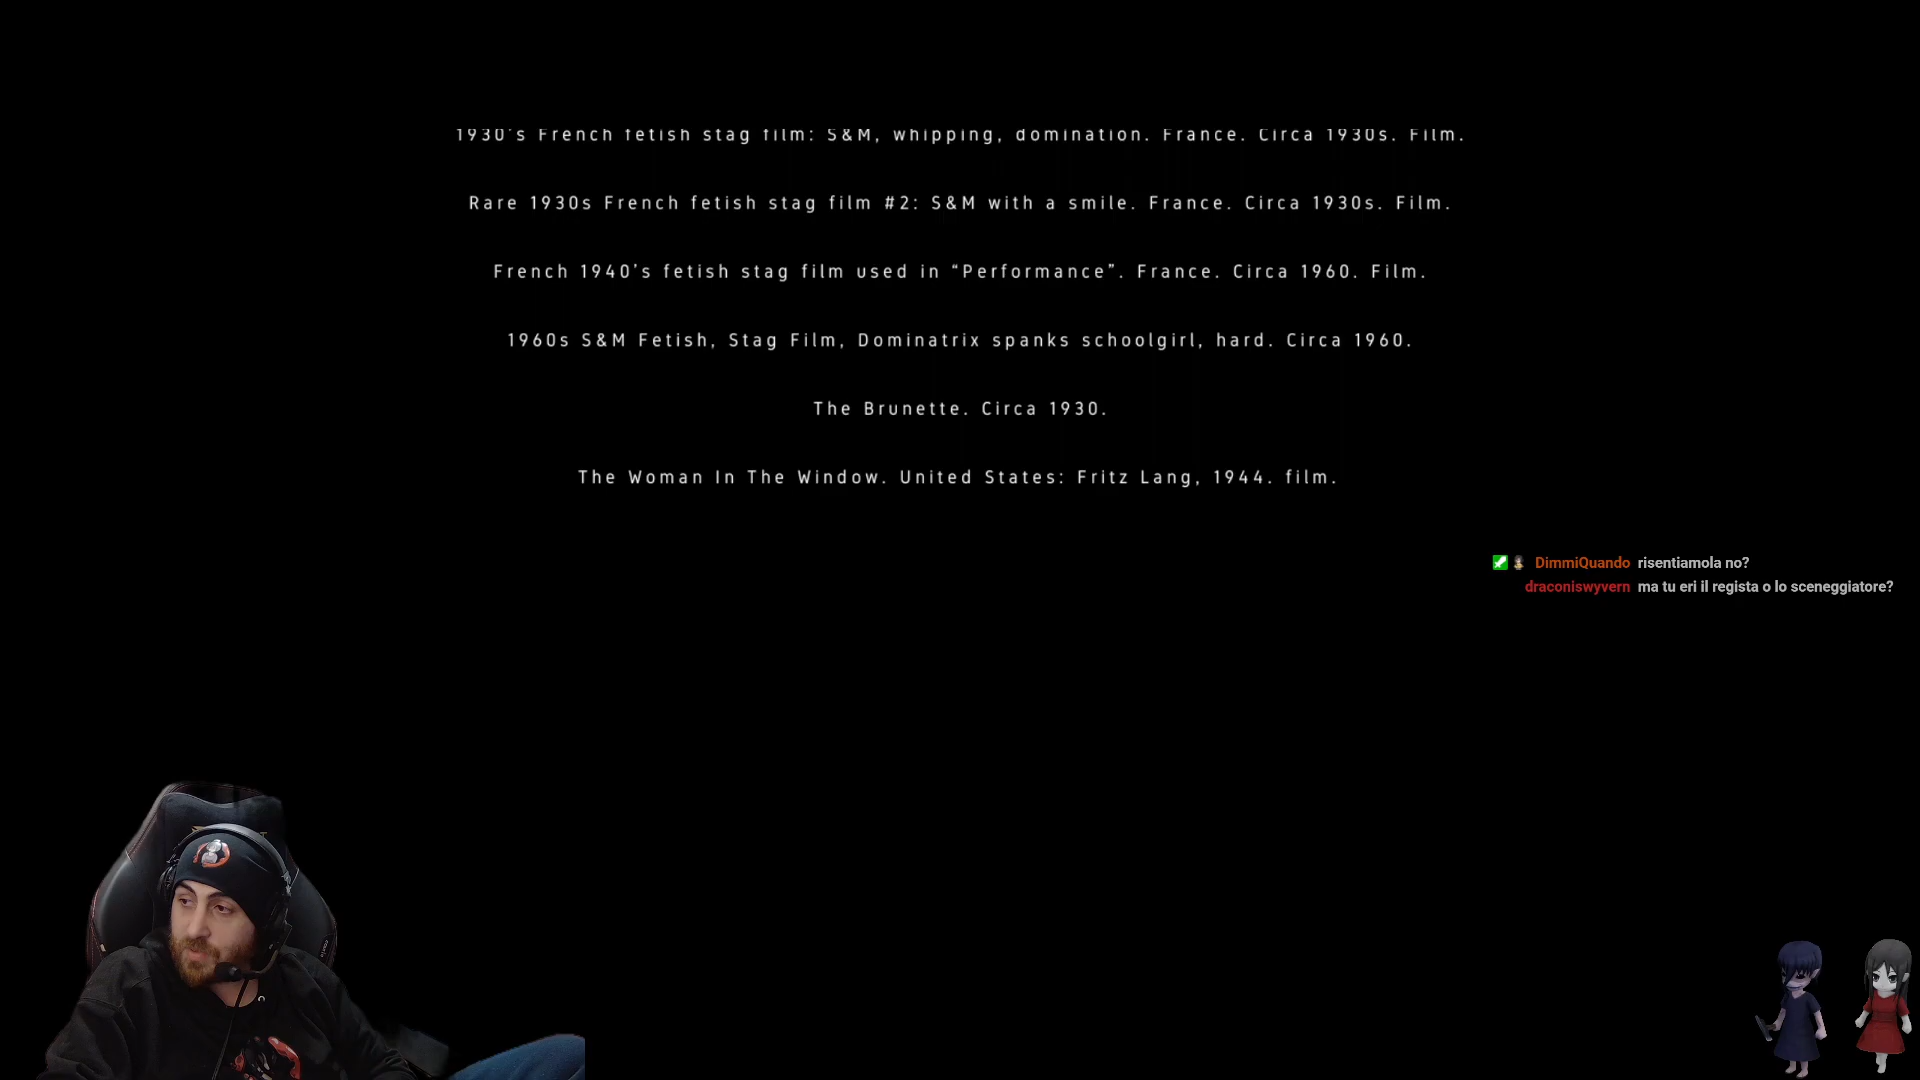 1930's French fetish stag film: S&M, whipping, domination. France. Circa 1930s. Film.
Rare 1930s French fetish stag film #2: S&M with a smile. France. Circa 1930s. Film.
French 1940's fetish stag film used in “Performance”. France. Circa 1960. Film.
1960s S&M Fetish, Stag Film, Dominatrix spanks schoolgirl, hard. Circa 1960.
The Brunette. Circa 1930.
The Woman In The Window. United States: Fritz Lang, 1944. film.
DimmiQuando risentiamola no?
draconiswyvern ma tu eri il regista o lo sceneggiatore?